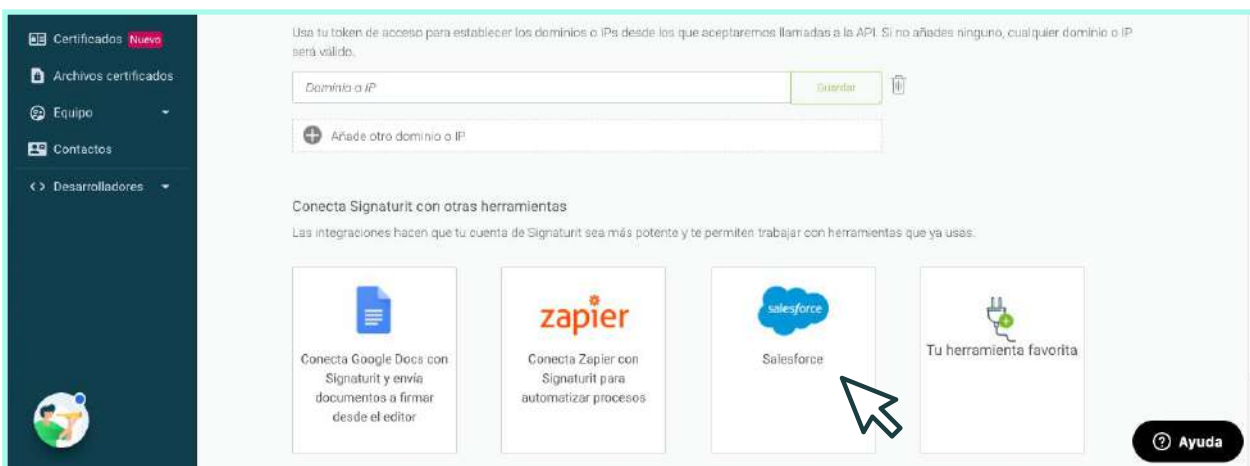 Certificados Nuevo
Archivos certificados
Equipo
Contactos
Desarrolladores
Usa tu token de acceso para establecer los dominios o IPs desde los que aceptaremos llamadas a la API. Si no añades ninguno, cualquier dominio o IP
será válido.
Dominio o IP
Guardar
Añade otro dominio o IP
Conecta Signaturit con otras herramientas
Las integraciones hacen que tu cuenta de Signaturit sea más potente y te permiten trabajar con herramientas que ya usas.
Conecta Google Docs con
Signaturit y envía
documentos a firmar
desde el editor
zapier
Conecta Zapier con
Signaturit para
automatizar procesos
salesforce
Salesforce
Tu herramienta favorita
Ayuda